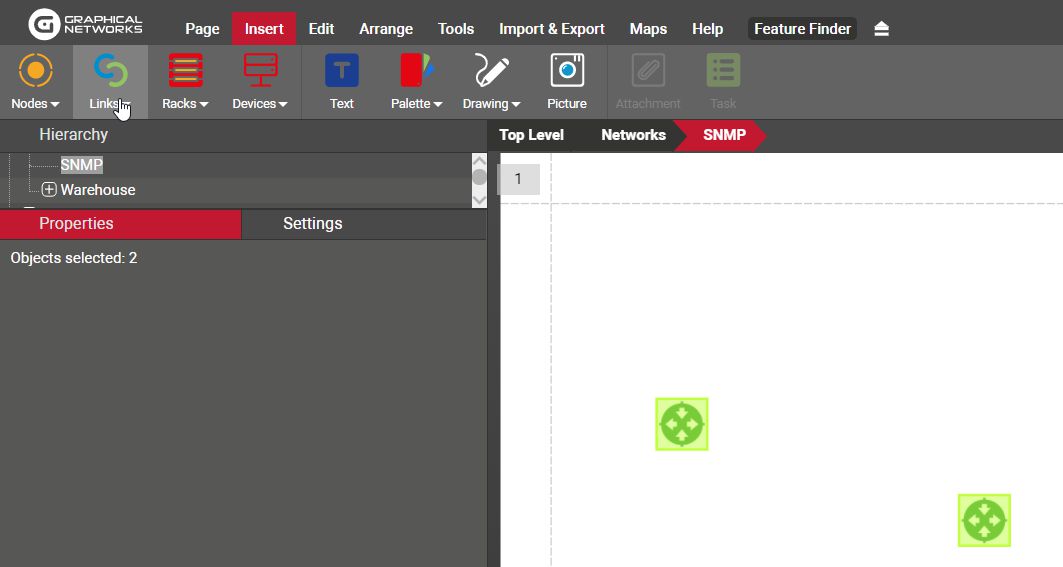 GRAPHICAL
NETWORKS
Page Insert Edit Arrange Tools Import & Export Maps Help Feature Finder
Nodes Links Racks Devices Text Palette Drawing Picture Attachment Task
Hierarchy
Top Level Networks SNMP
SNMP
Warehouse
1
Properties Settings
Objects selected: 2